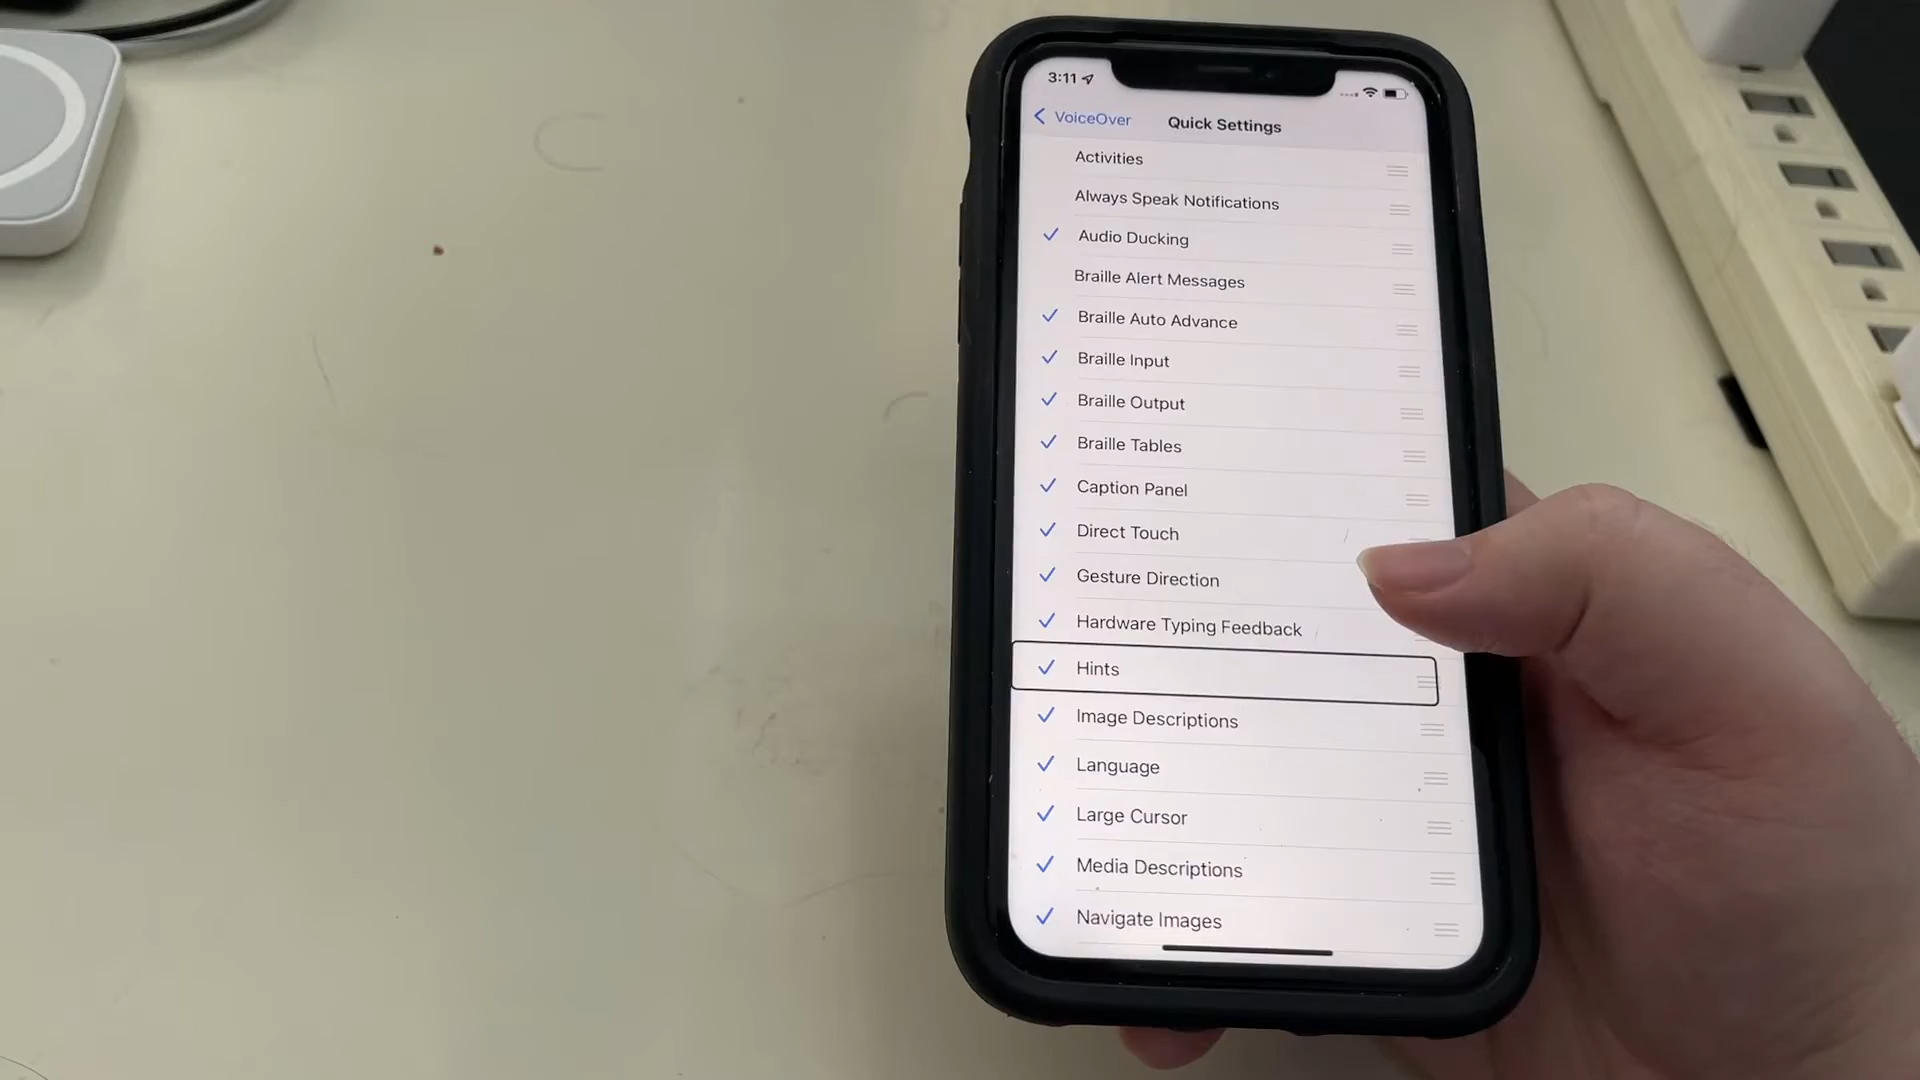 3:11
VoiceOver
Quick Settings
Activities
Always Speak Notifications
Audio Ducking
Braille Alert Messages
Braille Auto Advance
Braille Input
Braille Output
Braille Tables
Caption Panel
Direct Touch
Gesture Direction
Hardware Typing Feedback
Hints
Image Descriptions
Language
Large Cursor
Media Descriptions
Navigate Images